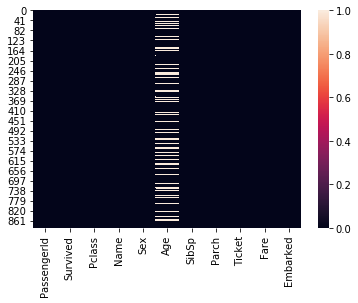 0
41
82
123
164
205
246
287
328
369
410
451
492
533
574
615
656
697
738
779
820
861
PassengerId
Survived
Pclass
Name
Sex
Age
SibSp
Parch
Ticket
Fare
Embarked
1.0
0.8
0.6
0.4
0.2
0.0